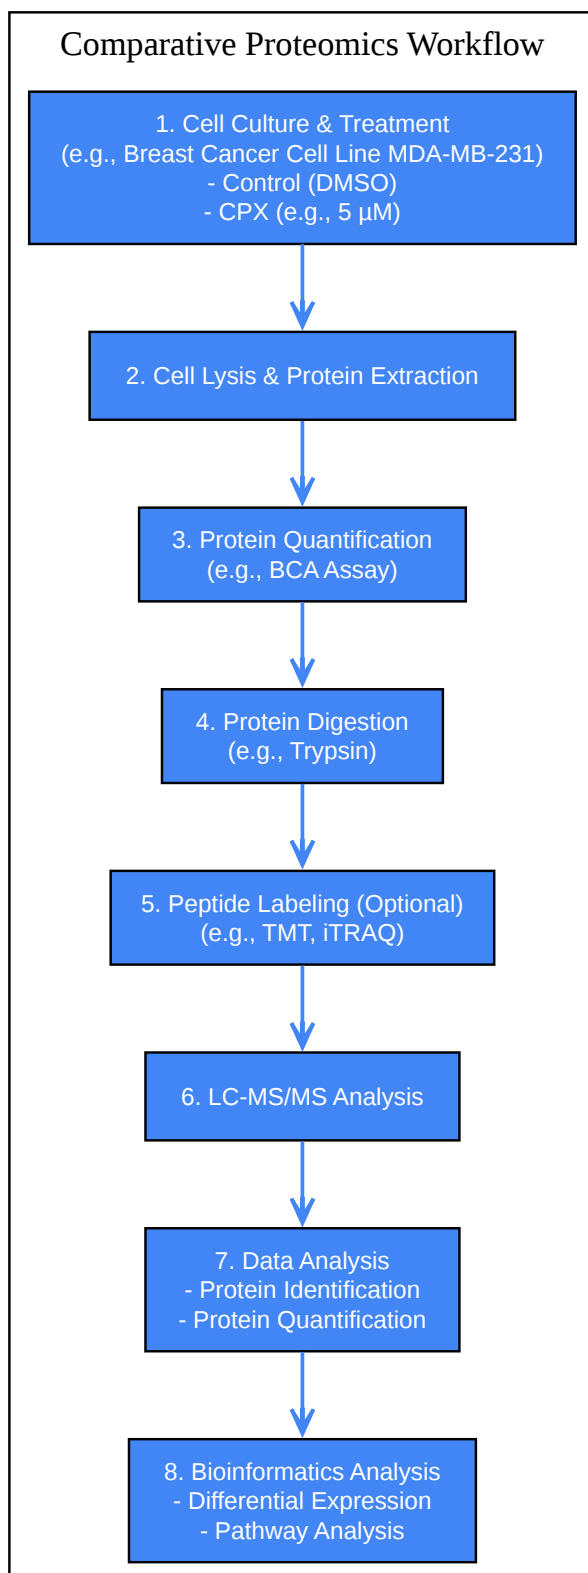 Comparative Proteomics Workflow
1. Cell Culture & Treatment
(e.g., Breast Cancer Cell Line MDA-MB-231)
- Control (DMSO)
- CPX (e.g., 5 µM)
2. Cell Lysis & Protein Extraction
3. Protein Quantification
(e.g., BCA Assay)
4. Protein Digestion
(e.g., Trypsin)
5. Peptide Labeling (Optional)
(e.g., TMT, iTRAQ)
6. LC-MS/MS Analysis
7. Data Analysis
- Protein Identification
- Protein Quantification
8. Bioinformatics Analysis
- Differential Expression
- Pathway Analysis